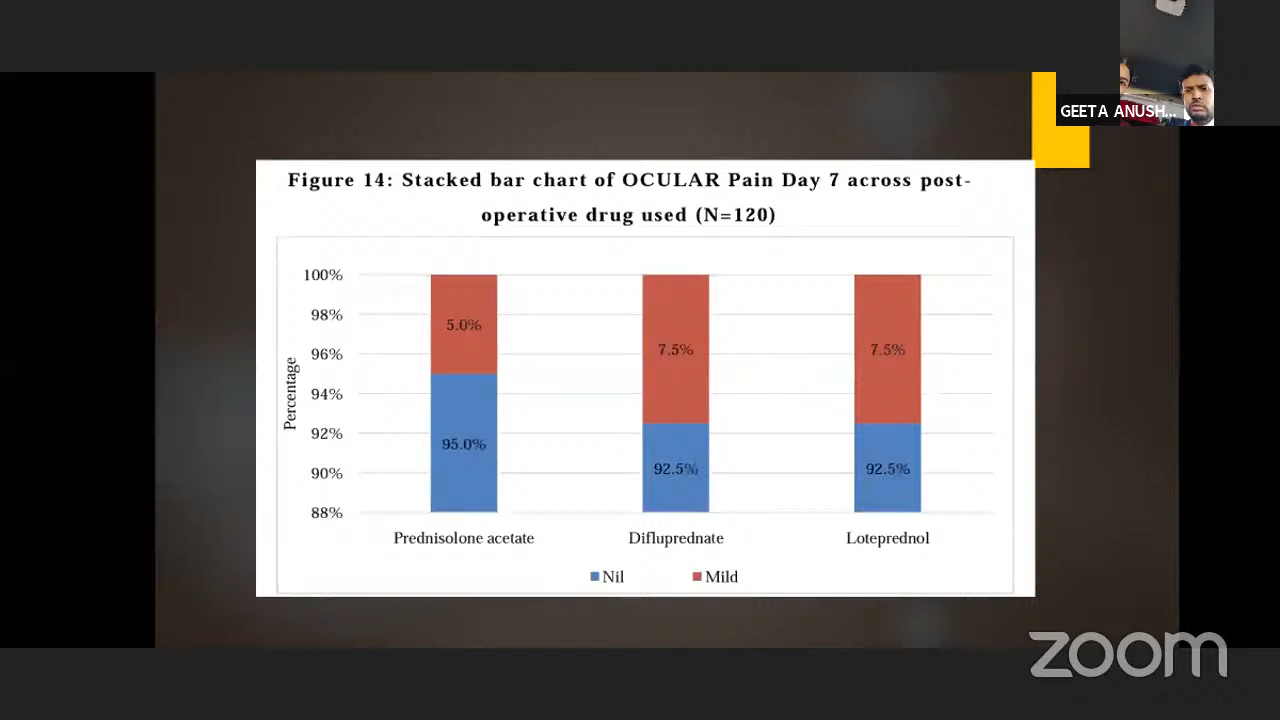 GEETA ANUSH...
Figure 14: Stacked bar chart of OCULAR Pain Day 7 across post-
operative drug used (N=120)
Percentage
100%
98%
96%
94%
92%
90%
88%
5.0%
95.0%
7.5%
92.5%
7.5%
92.5%
Prednisolone acetate
Difluprednate
Loteprednol
Nil
Mild
zoom